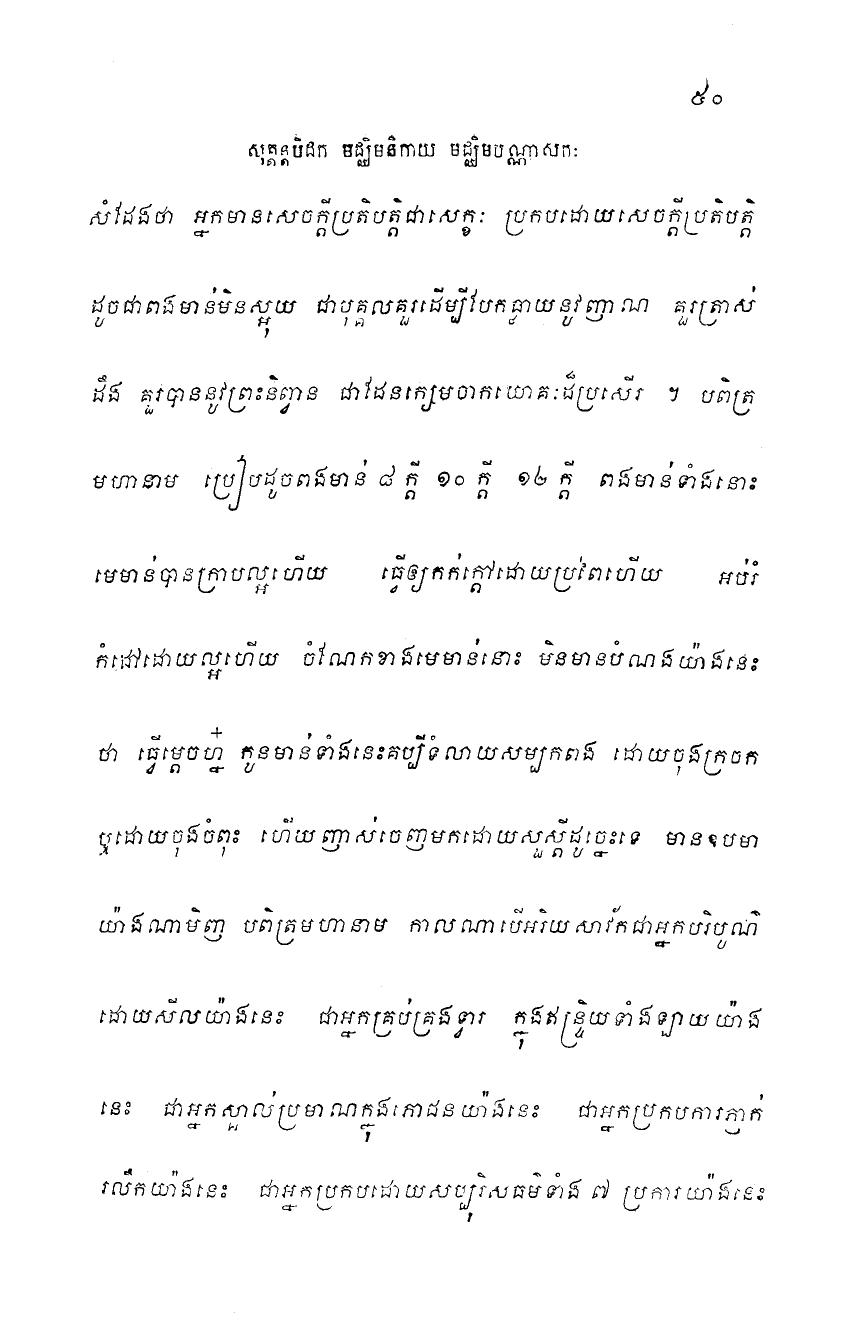 ៥០
សុត្តន្តបិដក មជ្ឈិមនិកាយ មជ្ឈិមបណ្ណាសកៈ
សំដែងថា អ្នកមានសេចក្តីប្រតិបត្តិជាសេក្ខៈ ប្រកបដោយសេចក្តីប្រតិបត្តិ
ដូចជាពងមាន់មិនស្អុយ ជាបុគ្គលគួរដើម្បីបែកធ្លាយនូវញាណ គួរត្រាស់
ដឹង គួរបាននូវព្រះនិព្វាន ជាដែនក្សេមចាកយោគៈដ៏ប្រសើរ ។ បពិត្រ
មហានាម ប្រៀបដូចពងមាន់ ៨ ក្តី ១០ ក្តី ១២ ក្តី ពងមាន់ទាំងនោះ
មេមាន់បានក្រាបល្អហើយ ធ្វើឲ្យកក់ក្តៅដោយប្រពៃហើយ អប់រំ
កំដៅដោយល្អហើយ ចំណែកខាងមេមាន់នោះ មិនមានបំណងយ៉ាងនេះ
ថា ធ្វើម្តេចហ្ន៎ កូនមាន់ទាំងនេះគប្បីទំលាយសម្បកពង ដោយចុងក្រចក
ឬដោយចុងចំពុះ ហើយញាស់ចេញមកដោយសួស្តីដូច្នេះទេ មានឧបមា
យ៉ាងណាមិញ បពិត្រមហានាម កាលណាបើអរិយសាវ័កជាអ្នកបរិបូណ៌
ដោយសីលយ៉ាងនេះ ជាអ្នកគ្រប់គ្រងទ្វារ ក្នុងឥន្ទ្រិយទាំងឡាយយ៉ាង
នេះ ជាអ្នកស្គាល់ប្រមាណក្នុងភោជនយ៉ាងនេះ ជាអ្នកប្រកបការភ្ញាក់
រលឹកយ៉ាងនេះ ជាអ្នកប្រកបដោយសប្បុរិសធម៌ទាំង ៧ ប្រការយ៉ាងនេះ